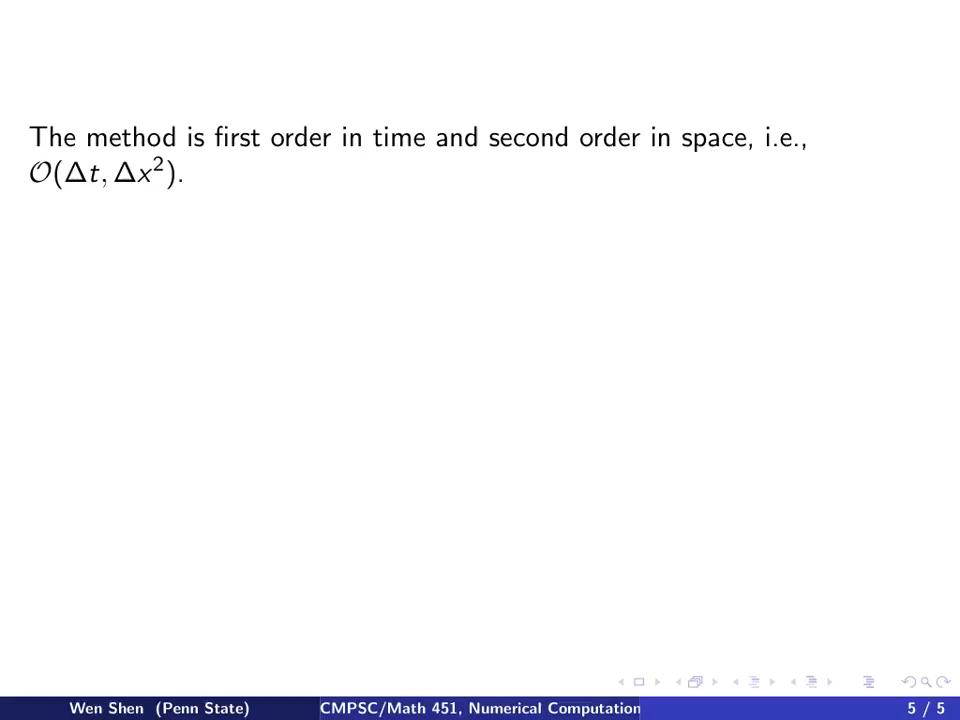 The method is first order in time and second order in space, i.e.,
𝒪(Δt, Δx²).
Wen Shen (Penn State)
CMPSC/Math 451, Numerical Computation
5 / 5